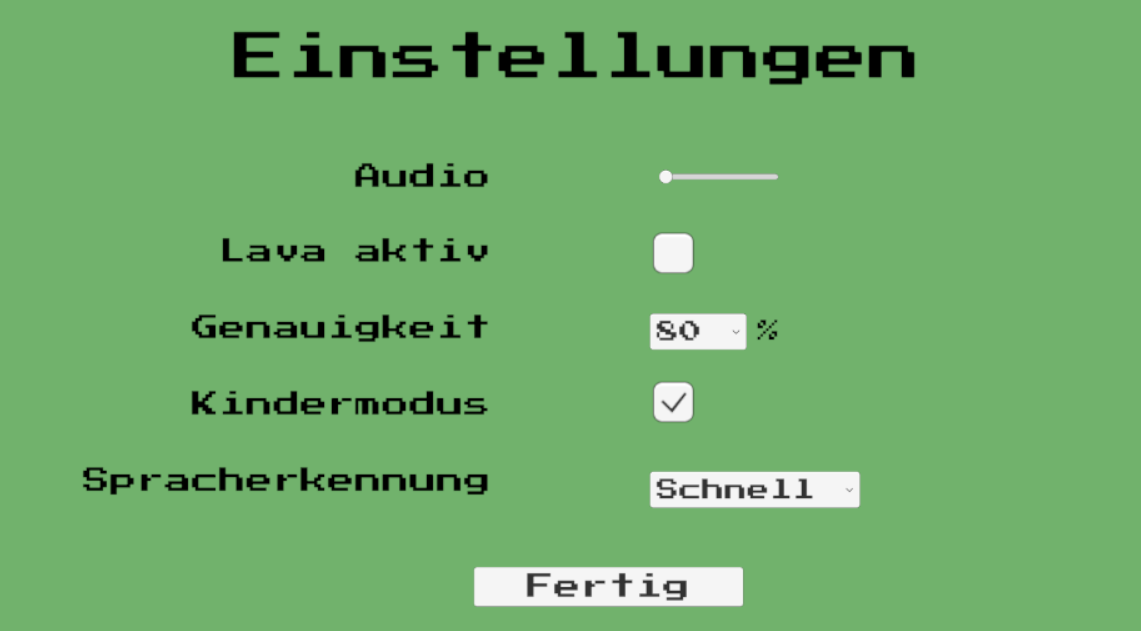 Einstellungen
Audio
Lava aktiv
Genauigkeit 80 %
Kindermodus
Spracherkennung Schnell
Fertig